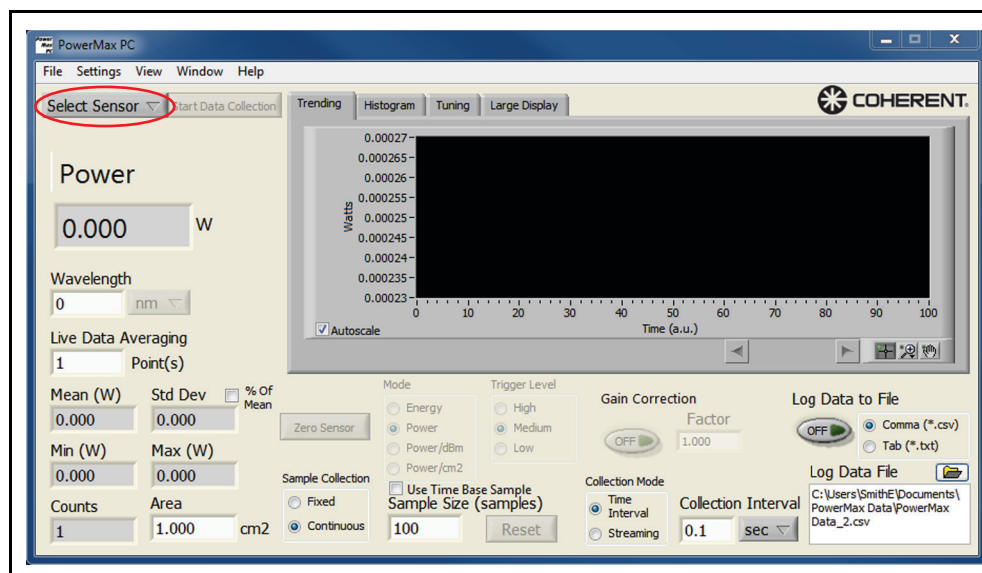 PowerMax PC
File Settings View Window Help
Select Sensor
Start Data Collection
Trending Histogram Tuning Large Display
COHERENT.
Power
0.000 W
Wavelength
0 nm
Live Data Averaging
1 Point(s)
Mean (W) Std Dev % Of Mean
0.000 0.000
Min (W) Max (W)
0.000 0.000
Counts Area
1 1.000 cm2
0.00027
0.000265
0.00026
0.000255
0.00025
0.000245
0.00024
0.000235
0.00023
Watts
0 10 20 30 40 50 60 70 80 90 100
Time (a.u.)
Autoscale
Zero Sensor
Mode
Energy
Power
Power/dBm
Power/cm2
Trigger Level
High
Medium
Low
Gain Correction
Factor
OFF 1.000
Log Data to File
OFF
Comma (*.csv)
Tab (*.txt)
Sample Collection
Fixed
Continuous
Use Time Base Sample
Sample Size (samples)
100 Reset
Collection Mode
Time
Interval
Streaming
Collection Interval
0.1 sec
Log Data File
C:\Users\SmithE\Documents\
PowerMax Data\PowerMax
Data_2.csv